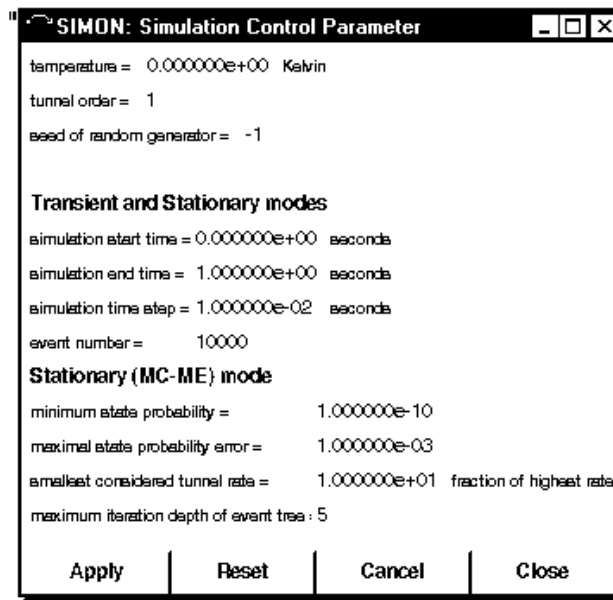 SIMON: Simulation Control Parameter
temperature = 0.000000e+00 Kelvin
tunnel order = 1
seed of random generator = -1
Transient and Stationary modes
simulation start time = 0.000000e+00 seconds
simulation end time = 1.000000e+00 seconds
simulation time step = 1.000000e-02 seconds
event number = 10000
Stationary (MC-ME) mode
minimum state probability = 1.000000e-10
maximal state probability error = 1.000000e-03
smallest considered tunnel rate = 1.000000e+01 fraction of highest rate
maximum iteration depth of event tree : 5
Apply Reset Cancel Close